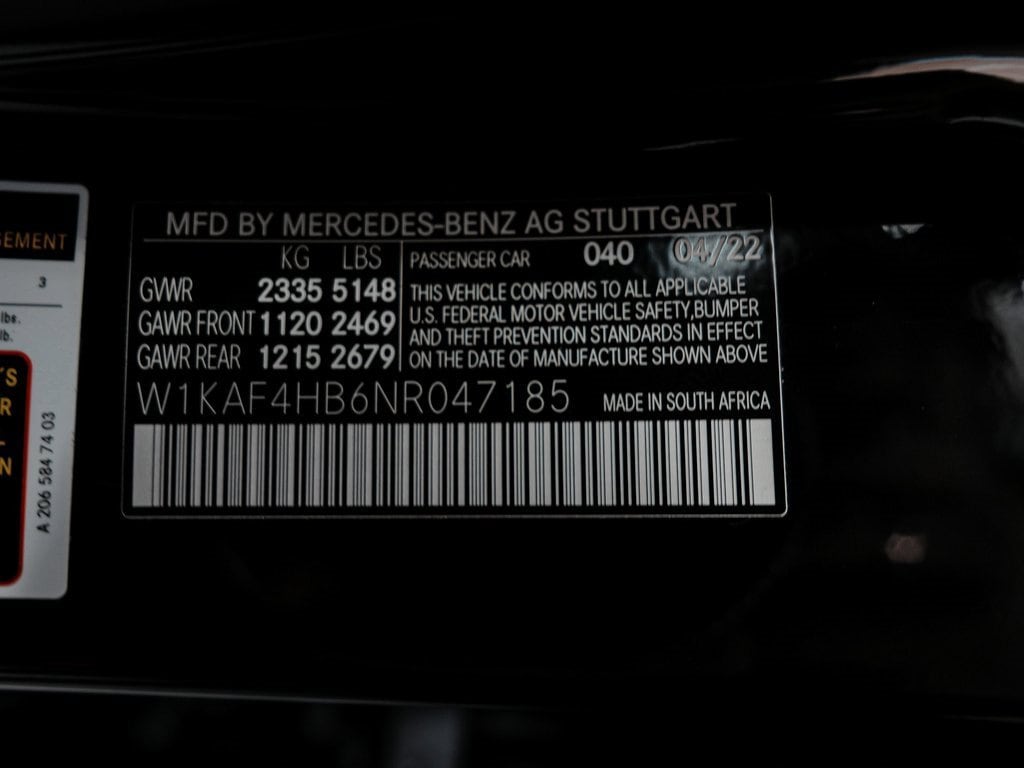 MFD BY MERCEDES-BENZ AG STUTTGART
KG LBS
GVWR 2335 5148
GAWR FRONT 1120 2469
GAWR REAR 1215 2679
PASSENGER CAR 040 04/22
THIS VEHICLE CONFORMS TO ALL APPLICABLE
U.S. FEDERAL MOTOR VEHICLE SAFETY,BUMPER
AND THEFT PREVENTION STANDARDS IN EFFECT
ON THE DATE OF MANUFACTURE SHOWN ABOVE
W1KAF4HB6NR047185 MADE IN SOUTH AFRICA
3
lbs.
lb.
A 206 584 74 03